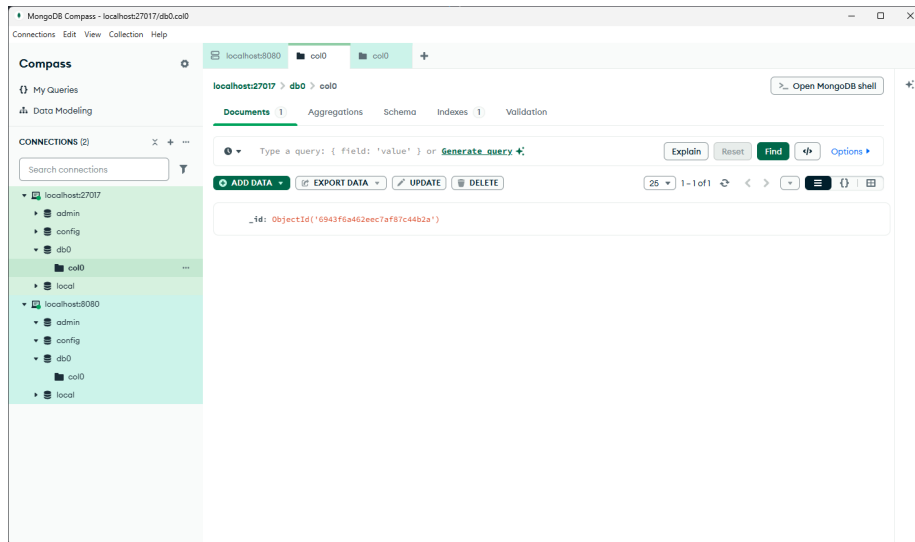 MongoDB Compass - localhost:27017/db0.col0
Connections Edit View Collection Help
Compass
{} My Queries
Data Modeling
CONNECTIONS (2)
Search connections
localhost:27017
admin
config
db0
col0
local
localhost:8080
admin
config
db0
col0
local
localhost:8080 col0 col0
localhost:27017 > db0 > col0
>_ Open MongoDB shell
Documents 1 Aggregations Schema Indexes 1 Validation
Type a query: { field: 'value' } or Generate query
Explain Reset Find </> Options
ADD DATA EXPORT DATA UPDATE DELETE
25 1-1 of 1 {}
_id: ObjectId('6943f6a462eec7af87c44b2a')